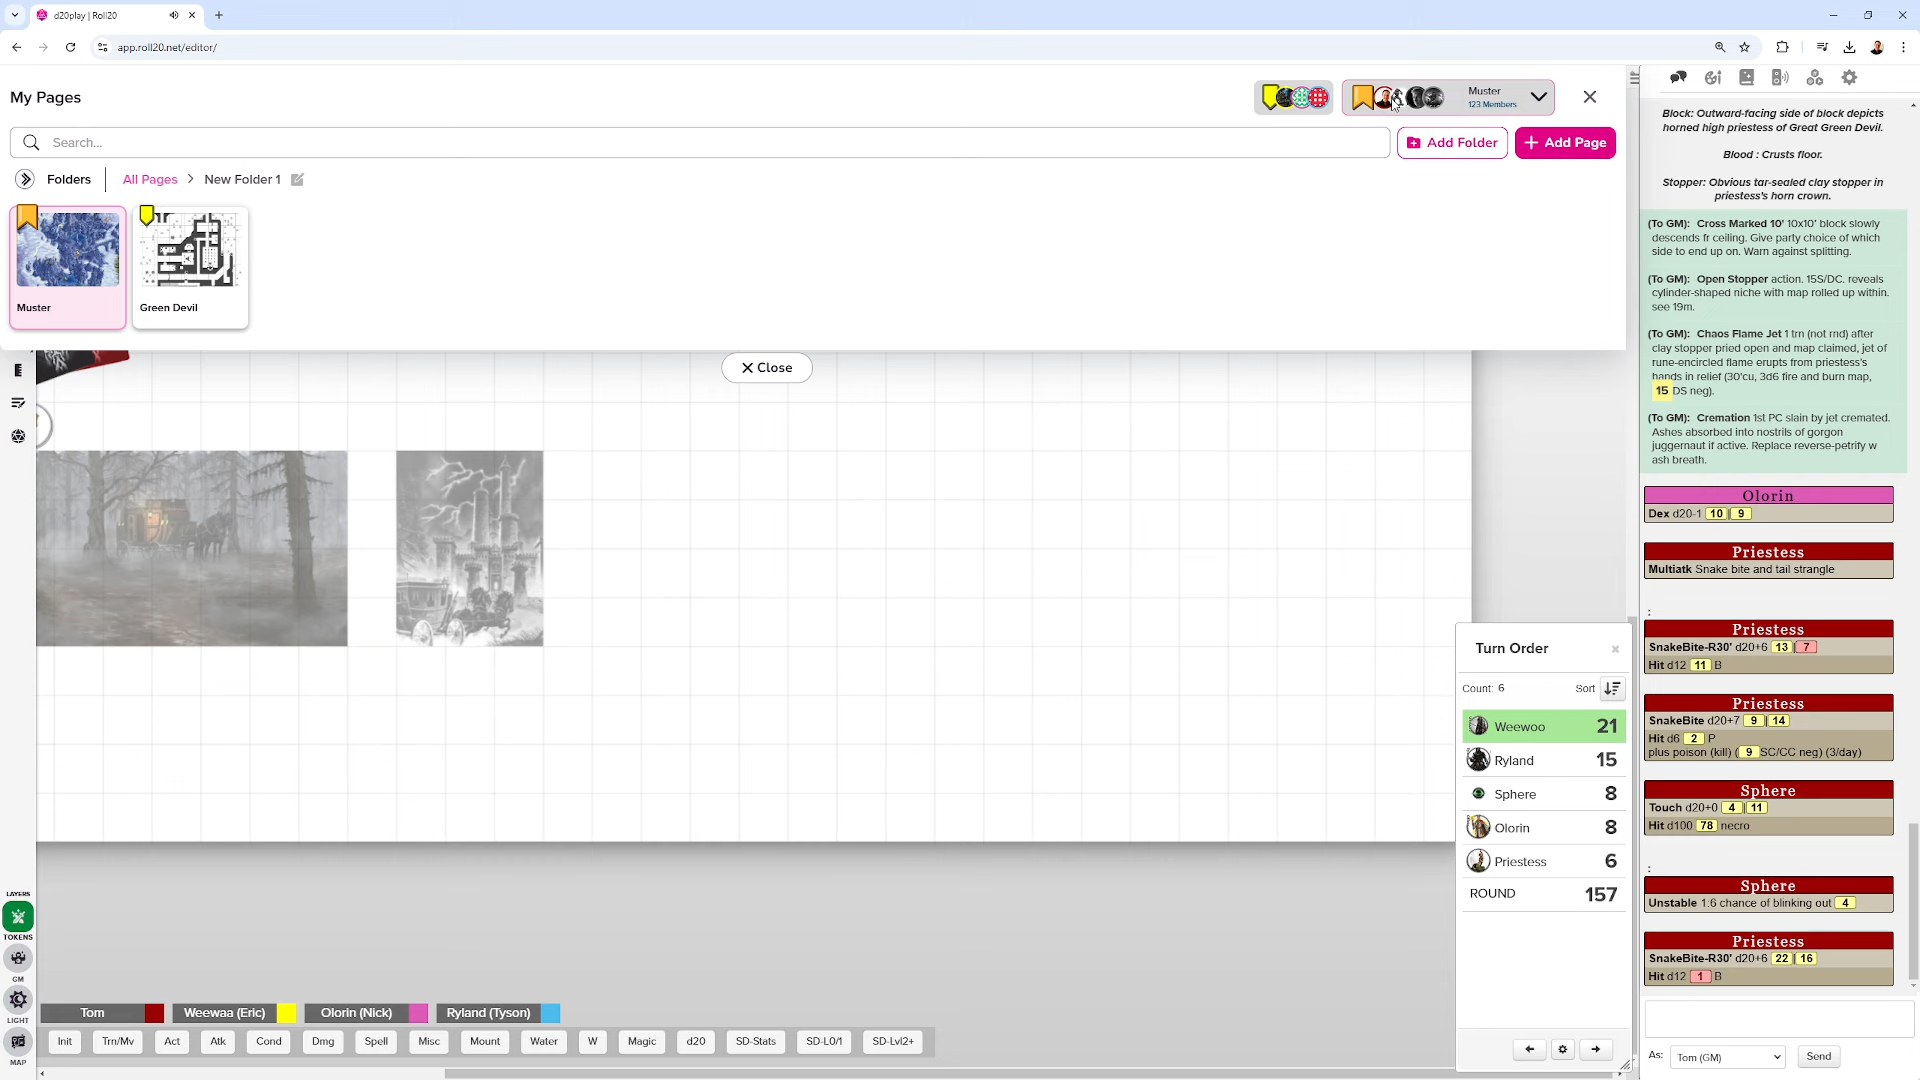 d20play | Roll20
app.roll20.net/editor/
My Pages
Muster
123 Members
Search...
Add Folder
Add Page
Folders
All Pages > New Folder 1
Muster
Green Devil
Close
Block: Outward-facing side of block depicts
horned high priestess of Great Green Devil.
Blood : Crusts floor.
Stopper: Obvious tar-sealed clay stopper in
priestess's horn crown.
(To GM): Cross Marked 10' 10x10' block slowly
descends fr ceiling. Give party choice of which
side to end up on. Warn against splitting.
(To GM): Open Stopper action. 15S/DC. reveals
cylinder-shaped niche with map rolled up within.
see 19m.
(To GM): Chaos Flame Jet 1 trn (not rnd) after
clay stopper pried open and map claimed, jet of
rune-encircled flame erupts from priestess's
hands in relief (30'cu, 3d6 fire and burn map,
15 DS neg).
(To GM): Cremation 1st PC slain by jet cremated.
Ashes absorbed into nostrils of gorgon
juggernaut if active. Replace reverse-petrify w
ash breath.
Olorin
Dex d20-1 10 | 9
Priestess
Multiatk Snake bite and tail strangle
:
Priestess
SnakeBite-R30' d20+6 13 | 7
Hit d12 11 B
Priestess
SnakeBite d20+7 9 | 14
Hit d6 2 P
plus poison (kill) ( 9 SC/CC neg) (3/day)
Sphere
Touch d20+0 4 | 11
Hit d100 78 necro
:
Sphere
Unstable 1:6 chance of blinking out 4
Priestess
SnakeBite-R30' d20+6 22 | 16
Hit d12 1 B
As: Tom (GM)
Send
Turn Order
Count: 6
Sort
Weewoo 21
Ryland 15
Sphere 8
Olorin 8
Priestess 6
ROUND 157
LAYERS
TOKENS
GM
LIGHT
MAP
Tom
Weewaa (Eric)
Olorin (Nick)
Ryland (Tyson)
Init
Trn/Mv
Act
Atk
Cond
Dmg
Spell
Misc
Mount
Water
W
Magic
d20
SD-Stats
SD-L0/1
SD-Lvl2+